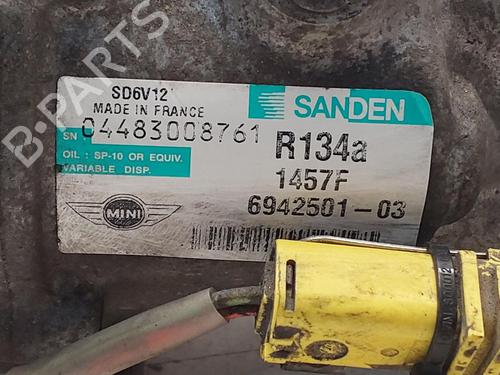 B-PARTS
SD6V12
MADE IN FRANCE
SN 04483008761
OIL : SP-10 OR EQUIV.
VARIABLE DISP.
MINI
SANDEN
R134a
1457F
6942501-03